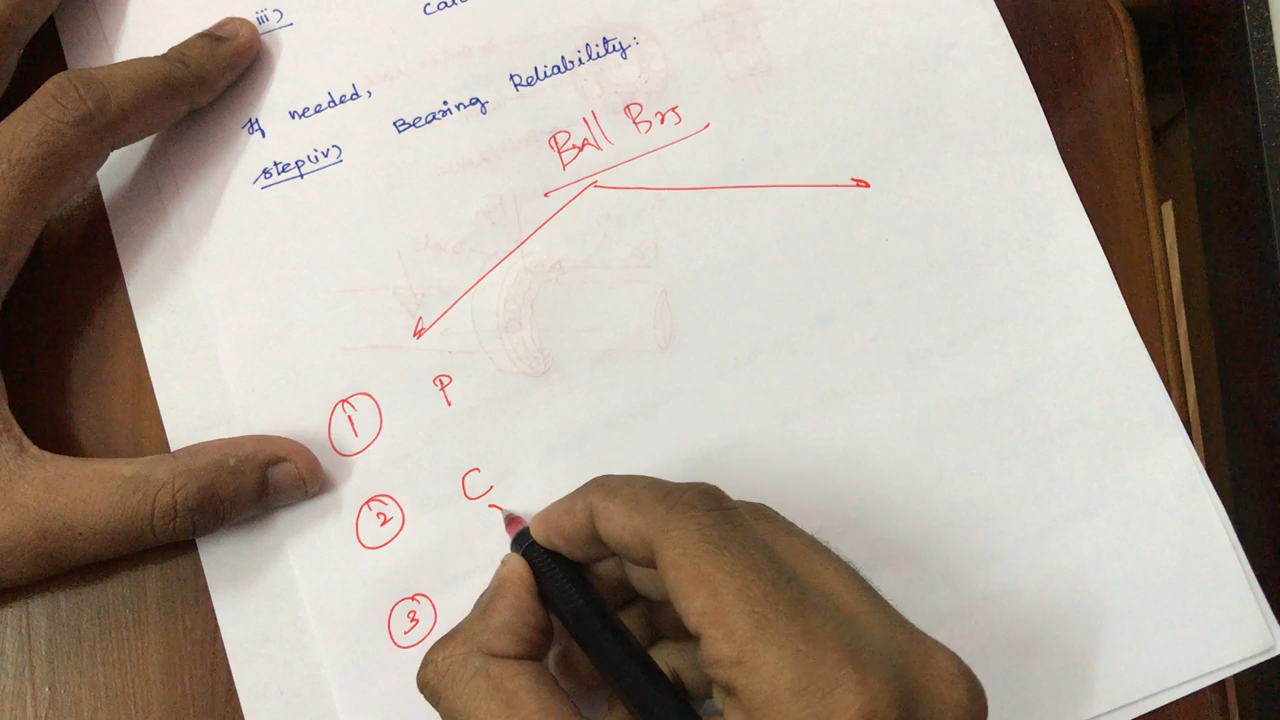 iii)
If needed,
step(iv) Bearing Reliability:
Ball Brg
1 P
2 C
3